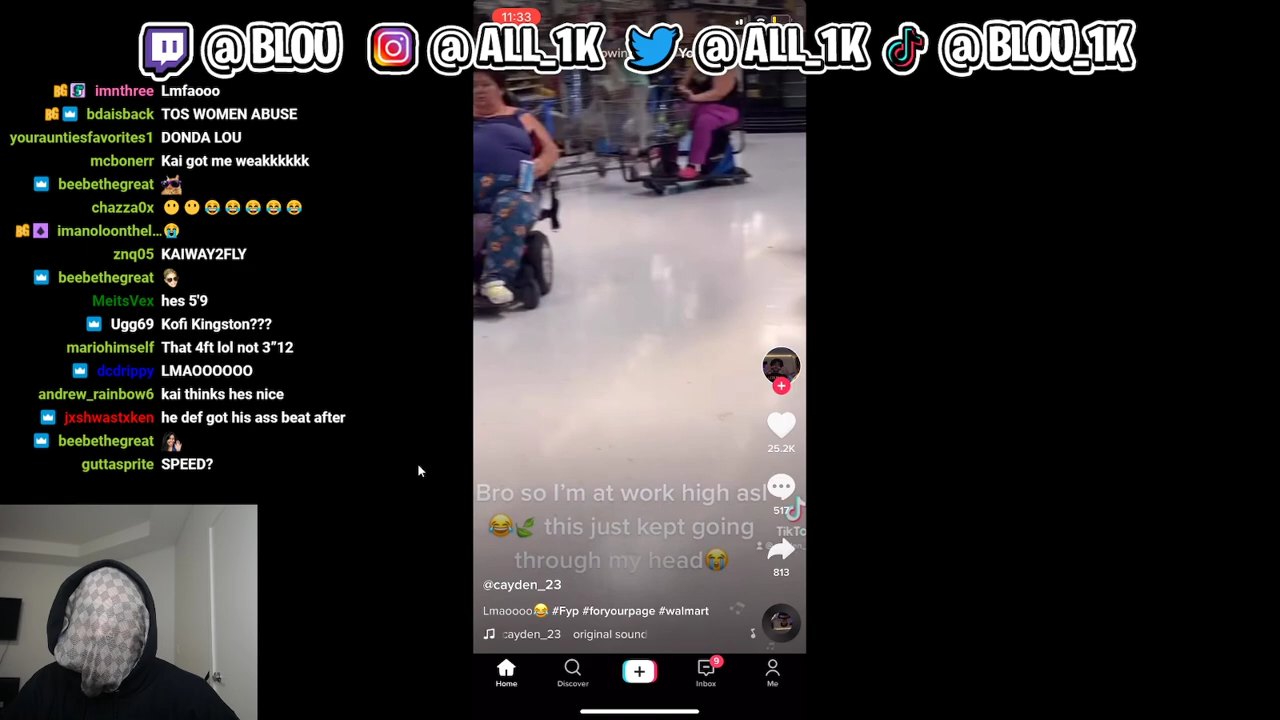 11:33
@BLOU @ALL_1K @ALL_1K @BLOU_1K
imnthree Lmfaooo
bdaisback TOS WOMEN ABUSE
yourauntiesfavorites1 DONDA LOU
mcbonerr Kai got me weakkkkkk
beebethegreat
chazza0x 😶😶😂😂😂😂😂
imanoloonthel... 😭
znq05 KAIWAY2FLY
beebethegreat
MeitsVex hes 5'9
Ugg69 Kofi Kingston???
mariohimself That 4ft lol not 3”12
dcdrippy LMAOOOOOO
andrew_rainbow6 kai thinks hes nice
jxshwastxken he def got his ass beat after
beebethegreat
guttasprite SPEED?
25.2K
517
813
Bro so I’m at work high asl
😂🌿 this just kept going
through my head😭
@cayden_23
Lmaoooo😂 #Fyp #foryourpage #walmart
cayden_23 original sound
Home Discover Inbox 9 Me